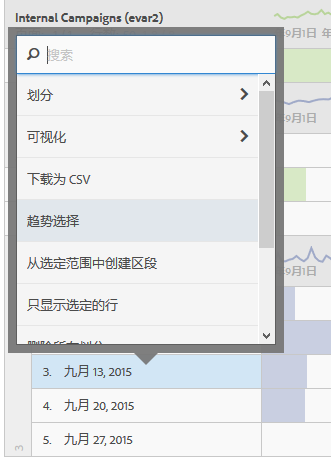 Internal Campaigns (evar2)
搜索
划分
可视化
下载为 CSV
趋势选择
从选定范围中创建区段
只显示选定的行
3. 九月 13, 2015
4. 九月 20, 2015
5. 九月 27, 2015
3
9月1日 年
9月1日
9月1日